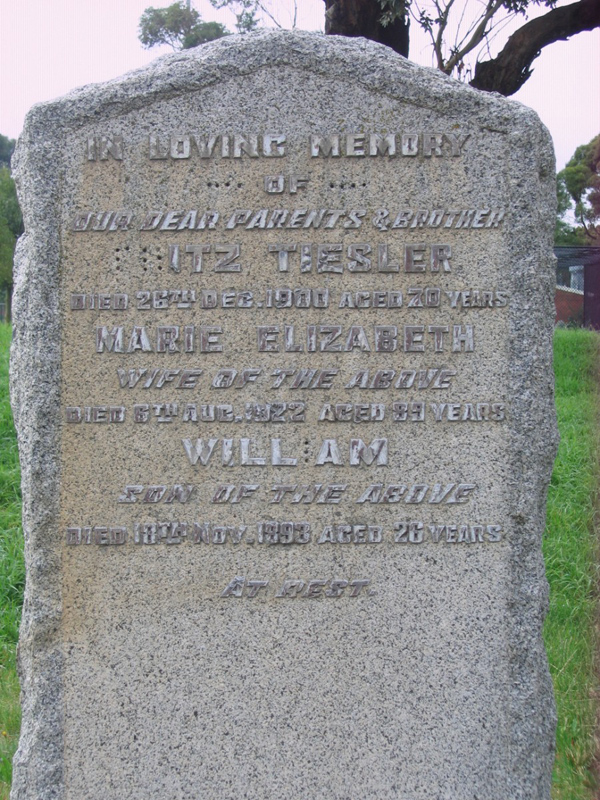 IN LOVING MEMORY
OF
OUR DEAR PARENTS & BROTHER
ITZ TIESLER.
DIED 26TH DEC. 1900 AGED 70 YEARS
MARIE ELIZABETH
WIFE OF THE ABOVE
DIED 6TH AUG. 1922 AGED 84 YEARS
WILL AM
SON OF THE ABOVE
DIED 18TH NOV. 1893 AGED 26 YEARS
AT REST.